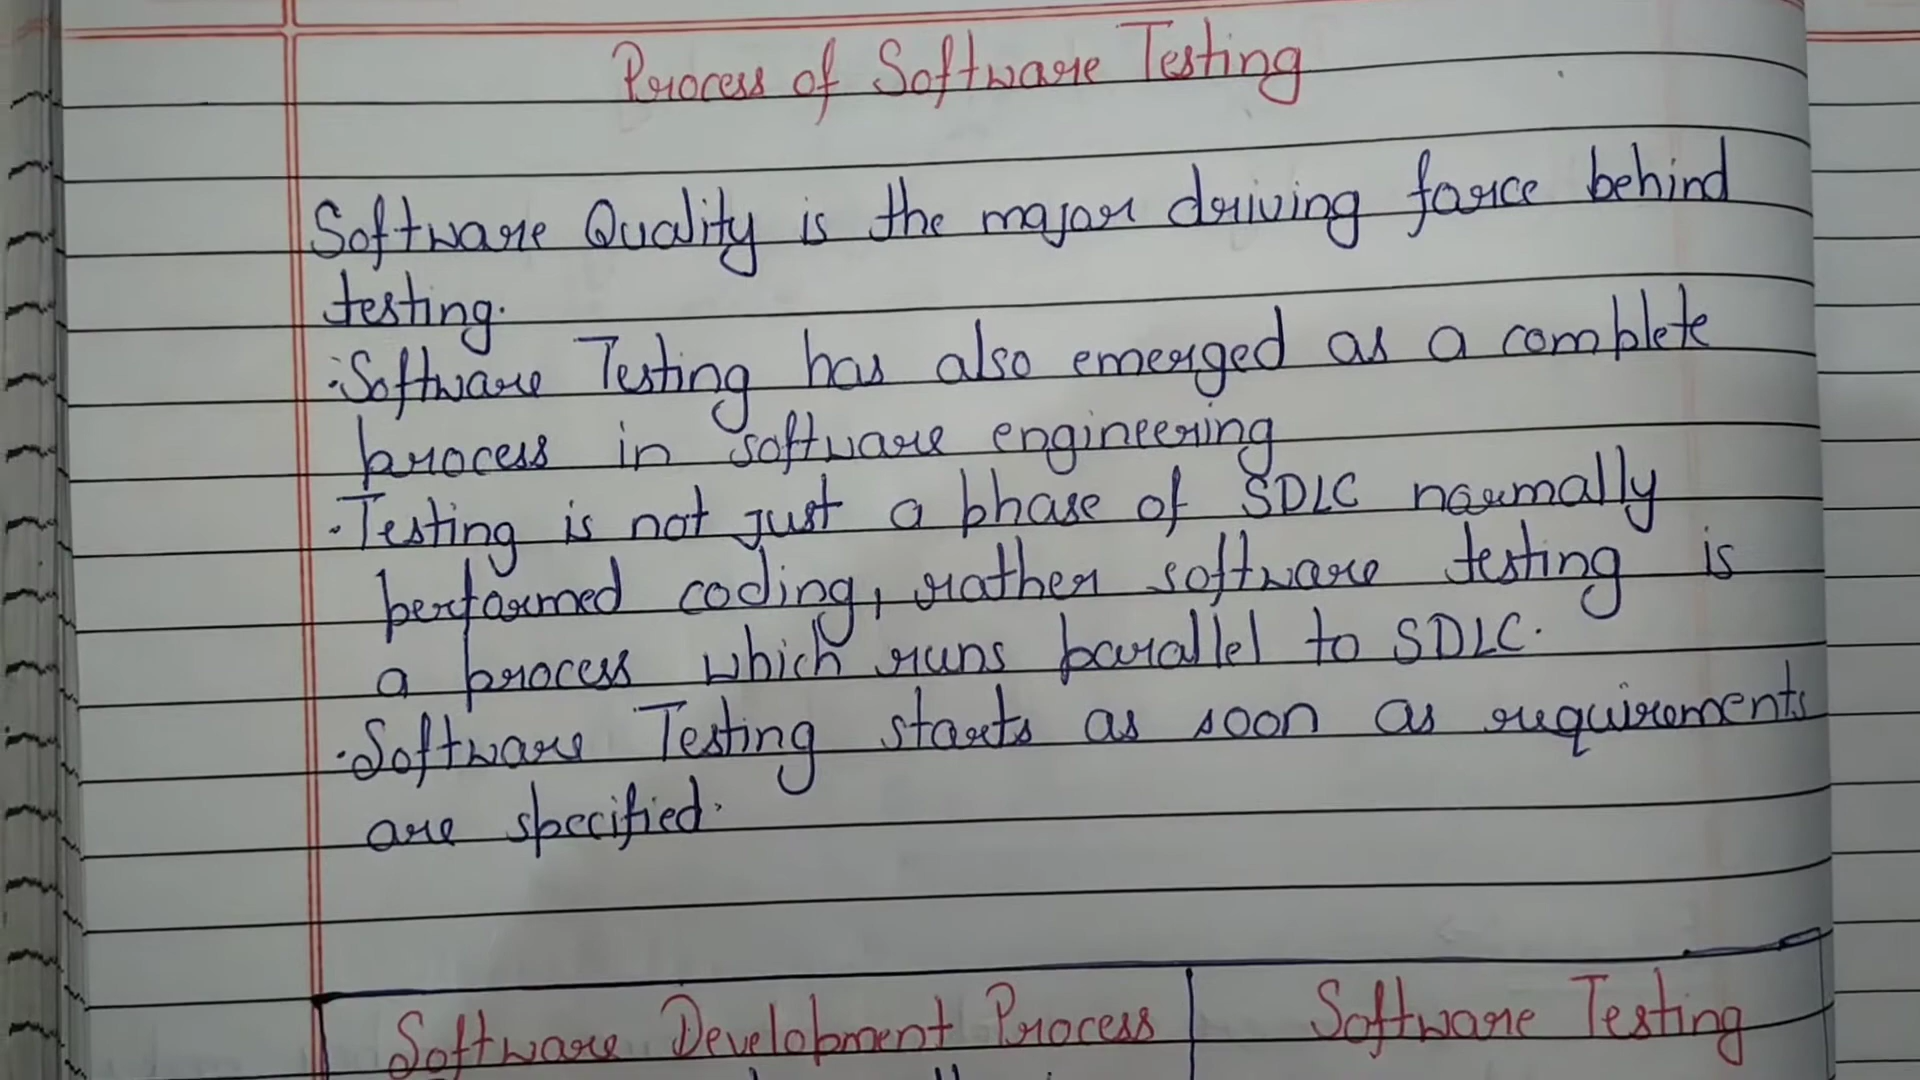 Process of Software Testing
Software Quality is the major driving force behind
testing.
·Software Testing has also emerged as a complete
process in software engineering
·Testing is not just a phase of SDLC normally
performed coding, rather software testing is
a process which runs parallel to SDLC.
·Software Testing starts as soon as requirements
are specified.
Software Development Process
Software Testing